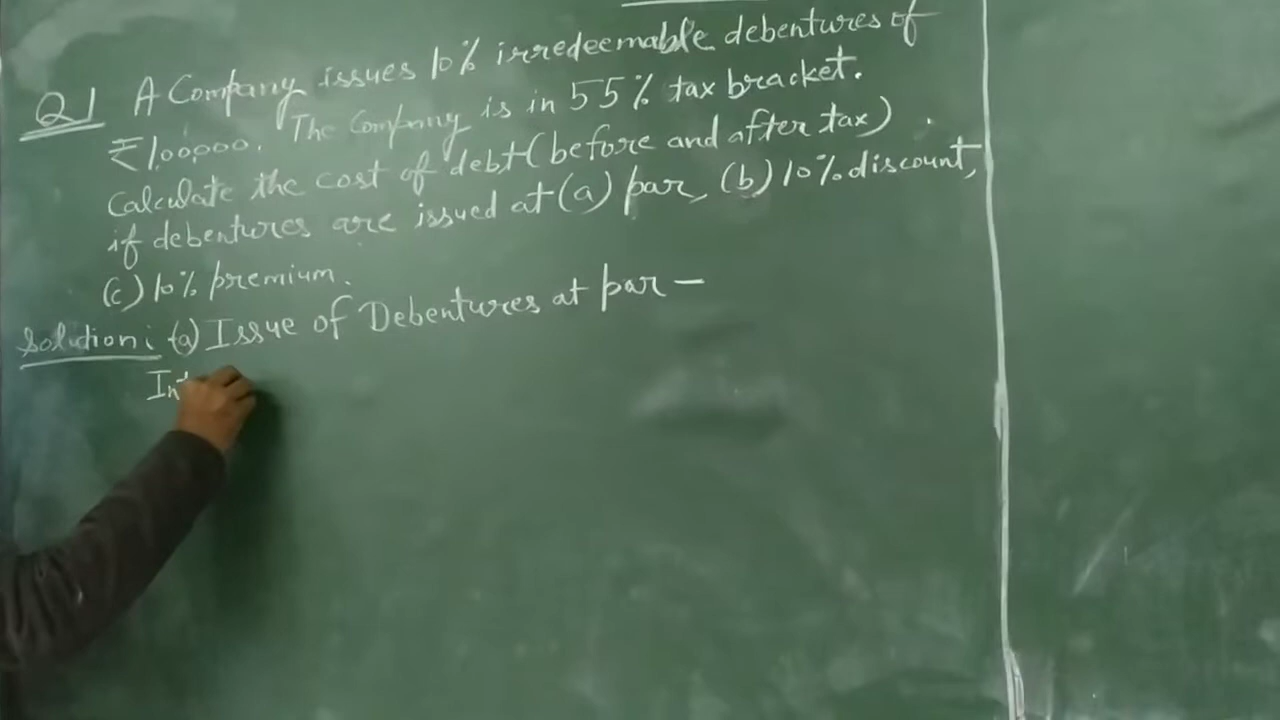 Q1 A Company issues 10% irredeemable debentures of
₹1,00,000. The Company is in 55% tax bracket.
Calculate the cost of debt (before and after tax)
if debentures are issued at (a) par, (b) 10% discount,
(c) 10% premium.
Solution: (a) Issue of Debentures at par -
Int